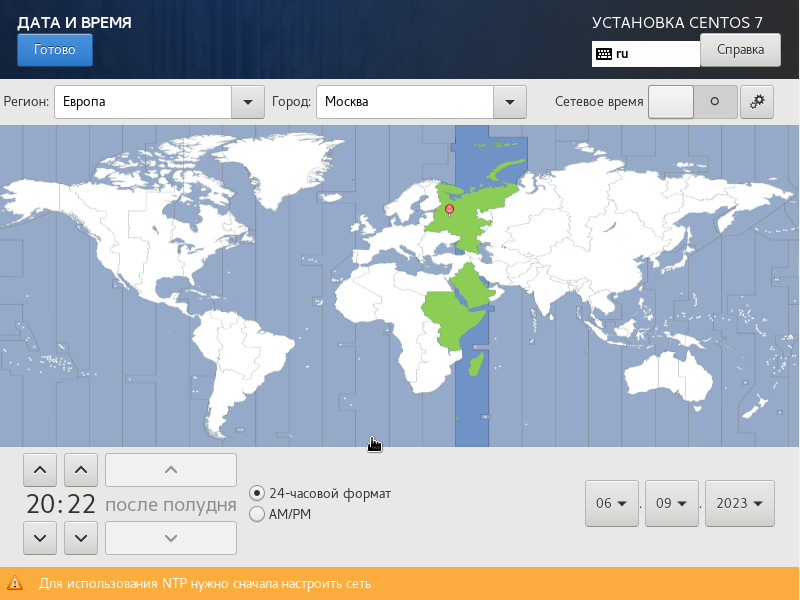 ДАТА И ВРЕМЯ
УСТАНОВКА CENTOS 7
Готово
ru
Справка
Регион:
Европа
Город:
Москва
Сетевое время
20:22
после полудня
24-часовой формат
AM/PM
06 . 09 . 2023
Для использования NTP нужно сначала настроить сеть